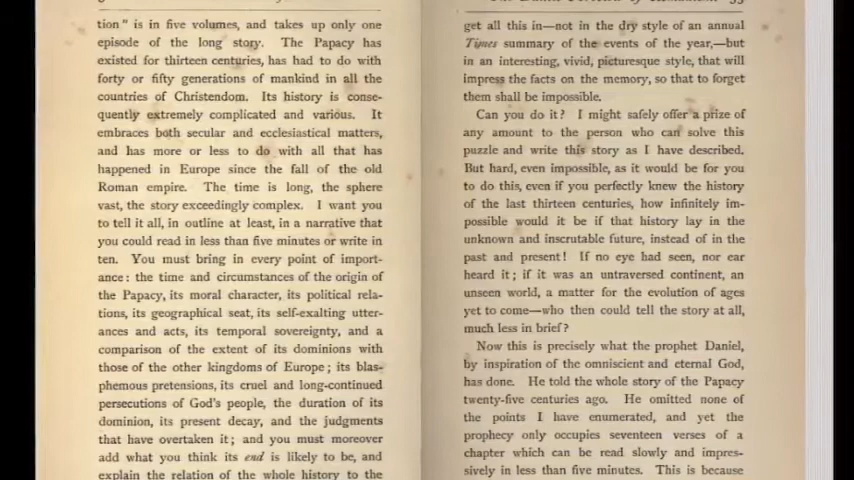 tion" is in five volumes, and takes up only one
episode of the long story. The Papacy has
existed for thirteen centuries, has had to do with
forty or fifty generations of mankind in all the
countries of Christendom. Its history is conse-
quently extremely complicated and various. It
embraces both secular and ecclesiastical matters,
and has more or less to do with all that has
happened in Europe since the fall of the old
Roman empire. The time is long, the sphere
vast, the story exceedingly complex. I want you
to tell it all, in outline at least, in a narrative that
you could read in less than five minutes or write in
ten. You must bring in every point of import-
ance: the time and circumstances of the origin of
the Papacy, its moral character, its political rela-
tions, its geographical seat, its self-exalting utter-
ances and acts, its temporal sovereignty, and a
comparison of the extent of its dominions with
those of the other kingdoms of Europe; its blas-
phemous pretensions, its cruel and long-continued
persecutions of God's people, the duration of its
dominion, its present decay, and the judgments
that have overtaken it; and you must moreover
add what you think its end is likely to be, and
explain the relation of the whole history to the
get all this in—not in the dry style of an annual
Times summary of the events of the year,—but
in an interesting, vivid, picturesque style, that will
impress the facts on the memory, so that to forget
them shall be impossible.
Can you do it? I might safely offer a prize of
any amount to the person who can solve this
puzzle and write this story as I have described.
But hard, even impossible, as it would be for you
to do this, even if you perfectly knew the history
of the last thirteen centuries, how infinitely im-
possible would it be if that history lay in the
unknown and inscrutable future, instead of in the
past and present! If no eye had seen, nor ear
heard it; if it was an untraversed continent, an
unseen world, a matter for the evolution of ages
yet to come—who then could tell the story at all,
much less in brief?
Now this is precisely what the prophet Daniel,
by inspiration of the omniscient and eternal God,
has done. He told the whole story of the Papacy
twenty-five centuries ago. He omitted none of
the points I have enumerated, and yet the
prophecy only occupies seventeen verses of a
chapter which can be read slowly and impres-
sively in less than five minutes. This is because